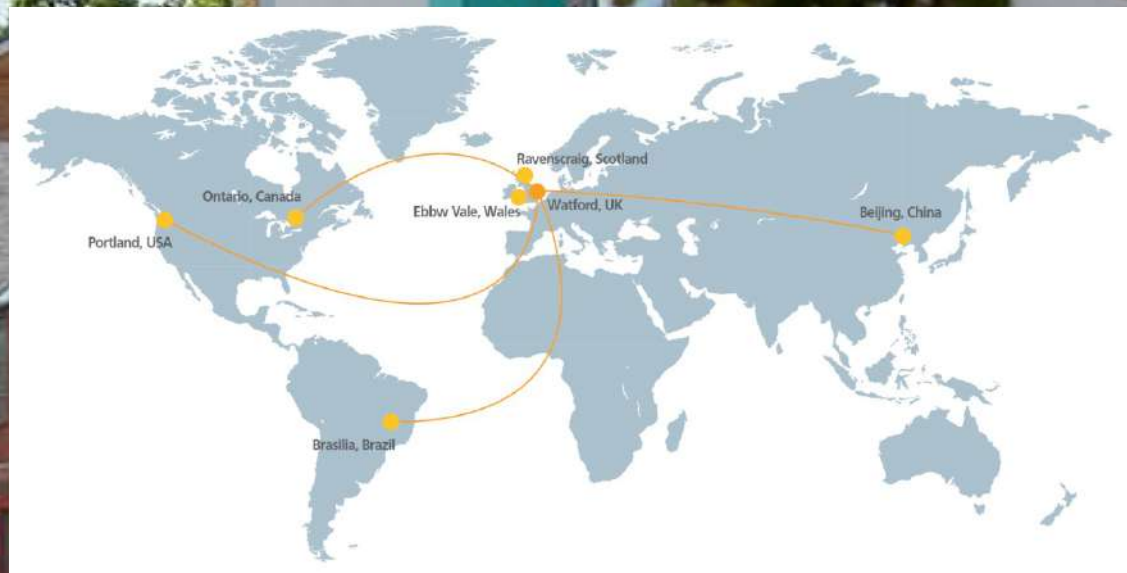 Ravenscraig, Scotland
Ontario, Canada
Ebbw Vale, Wales
Watford, UK
Beijing, China
Portland, USA
Brasilia, Brazil